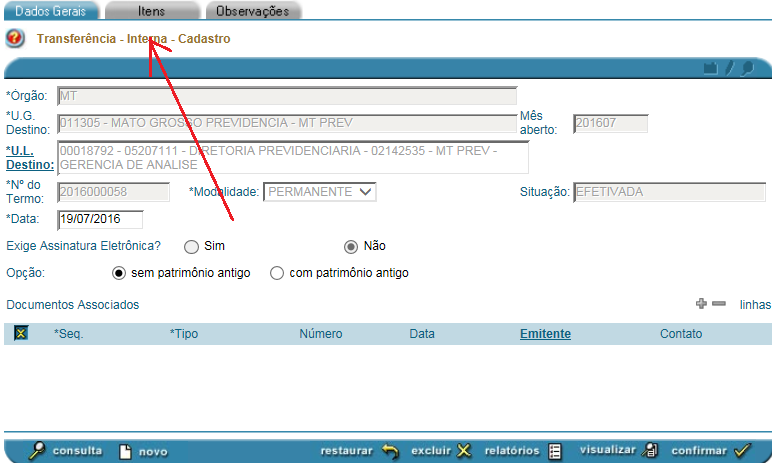 Dados Gerais Itens Observações
Transferência - Interna - Cadastro
*Órgão: MT
*U.G. Destino: 011305 - MATO GROSSO PREVIDENCIA - MT PREV Mês aberto: 201607
*U.L. Destino: 00018792 - 05207111 - DIRETORIA PREVIDENCIARIA - 02142535 - MT PREV -
GERENCIA DE ANALISE
*Nº do Termo: 2016000058 *Modalidade: PERMANENTE Situação: EFETIVADA
*Data: 19/07/2016
Exige Assinatura Eletrônica? Sim Não
Opção: sem patrimônio antigo com patrimônio antigo
Documentos Associados linhas
*Seq. *Tipo Número Data Emitente Contato
consulta novo restaurar excluir relatórios visualizar confirmar